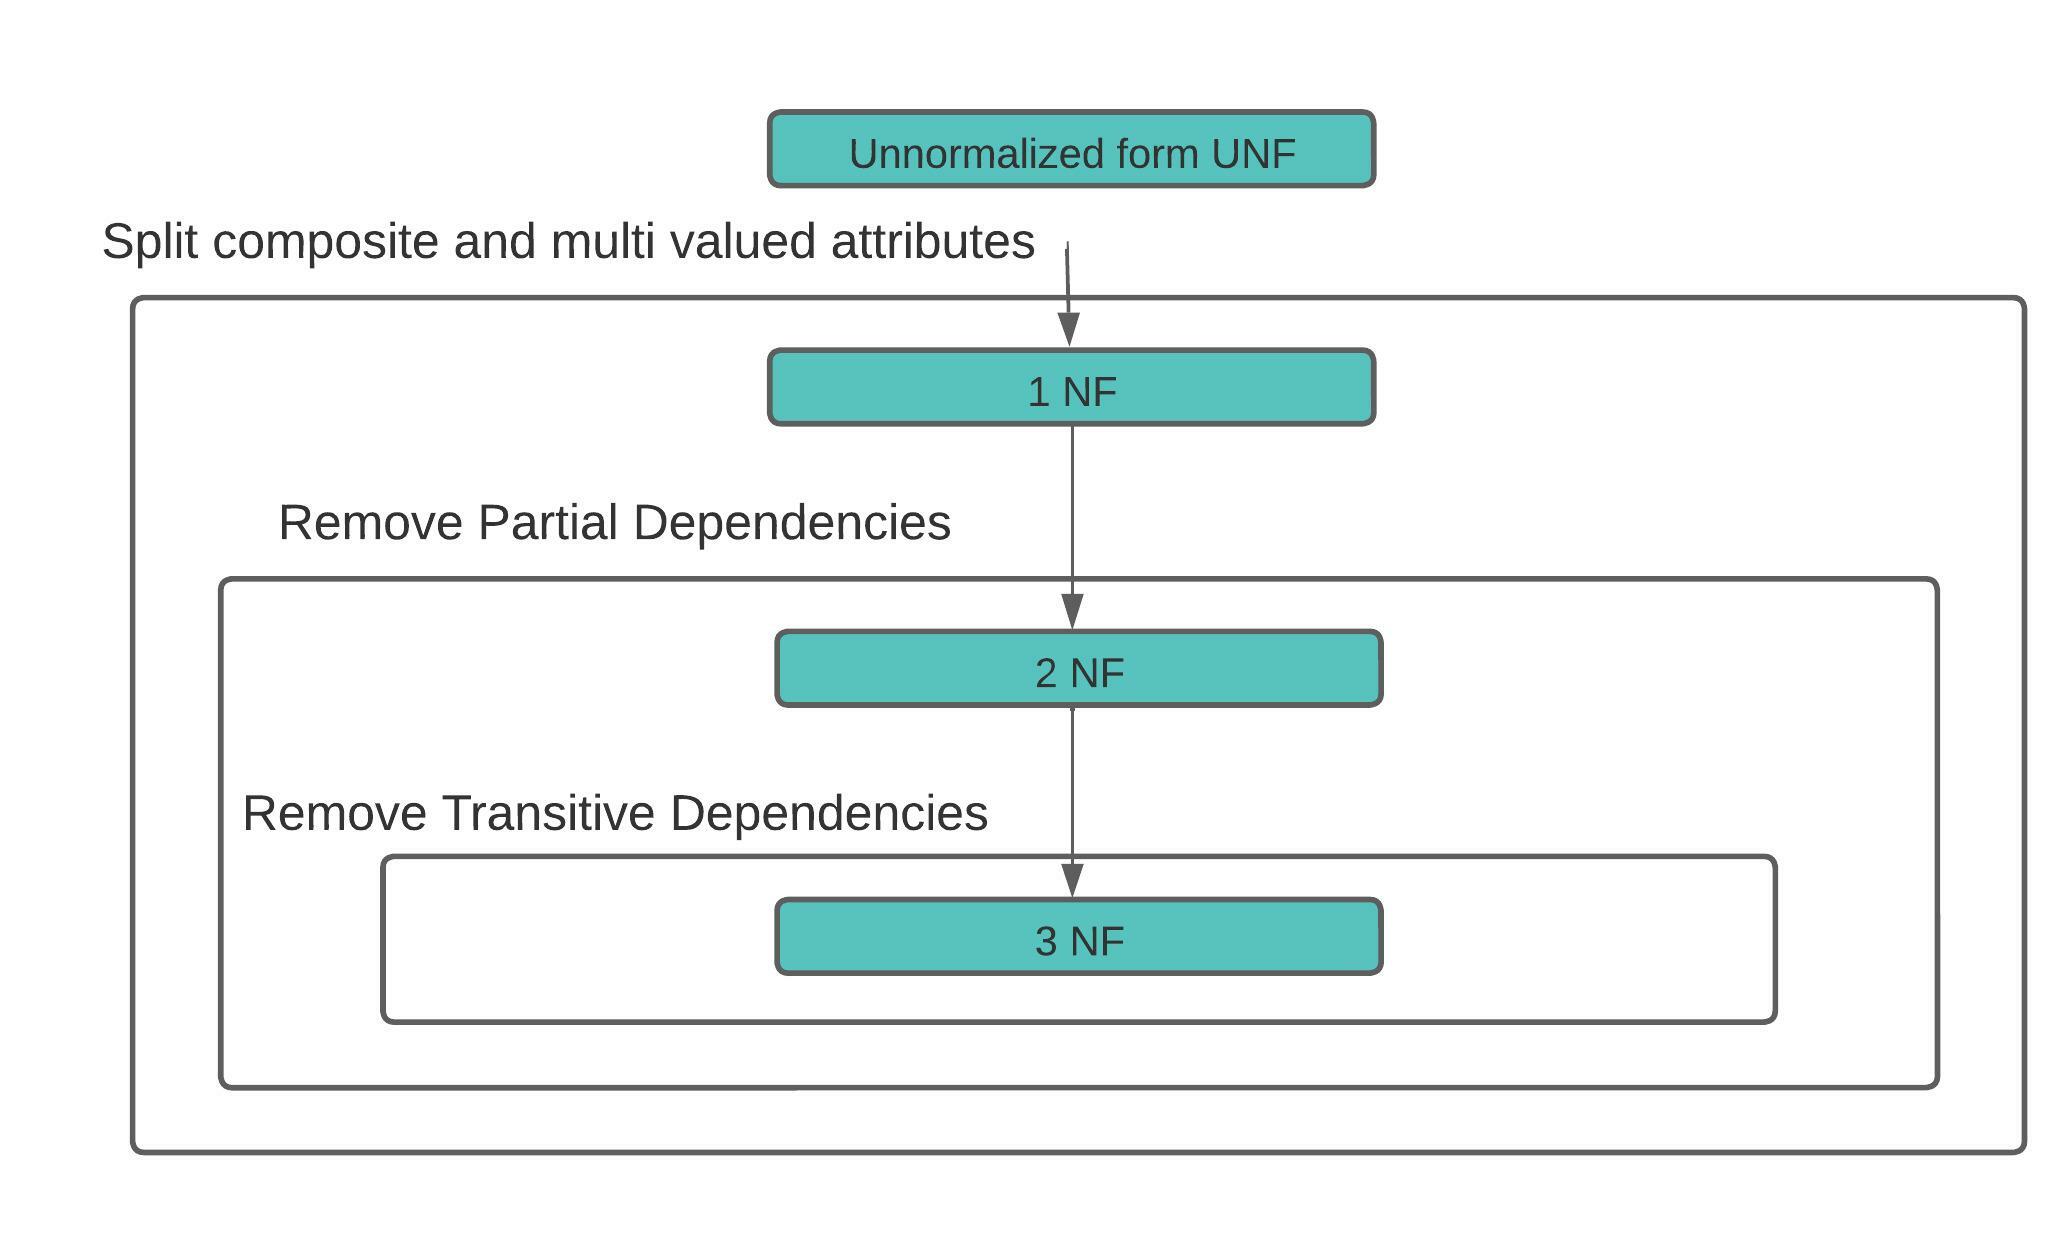 Unnormalized form UNF
Split composite and multi valued attributes
1 NF
Remove Partial Dependencies
2 NF
Remove Transitive Dependencies
3 NF